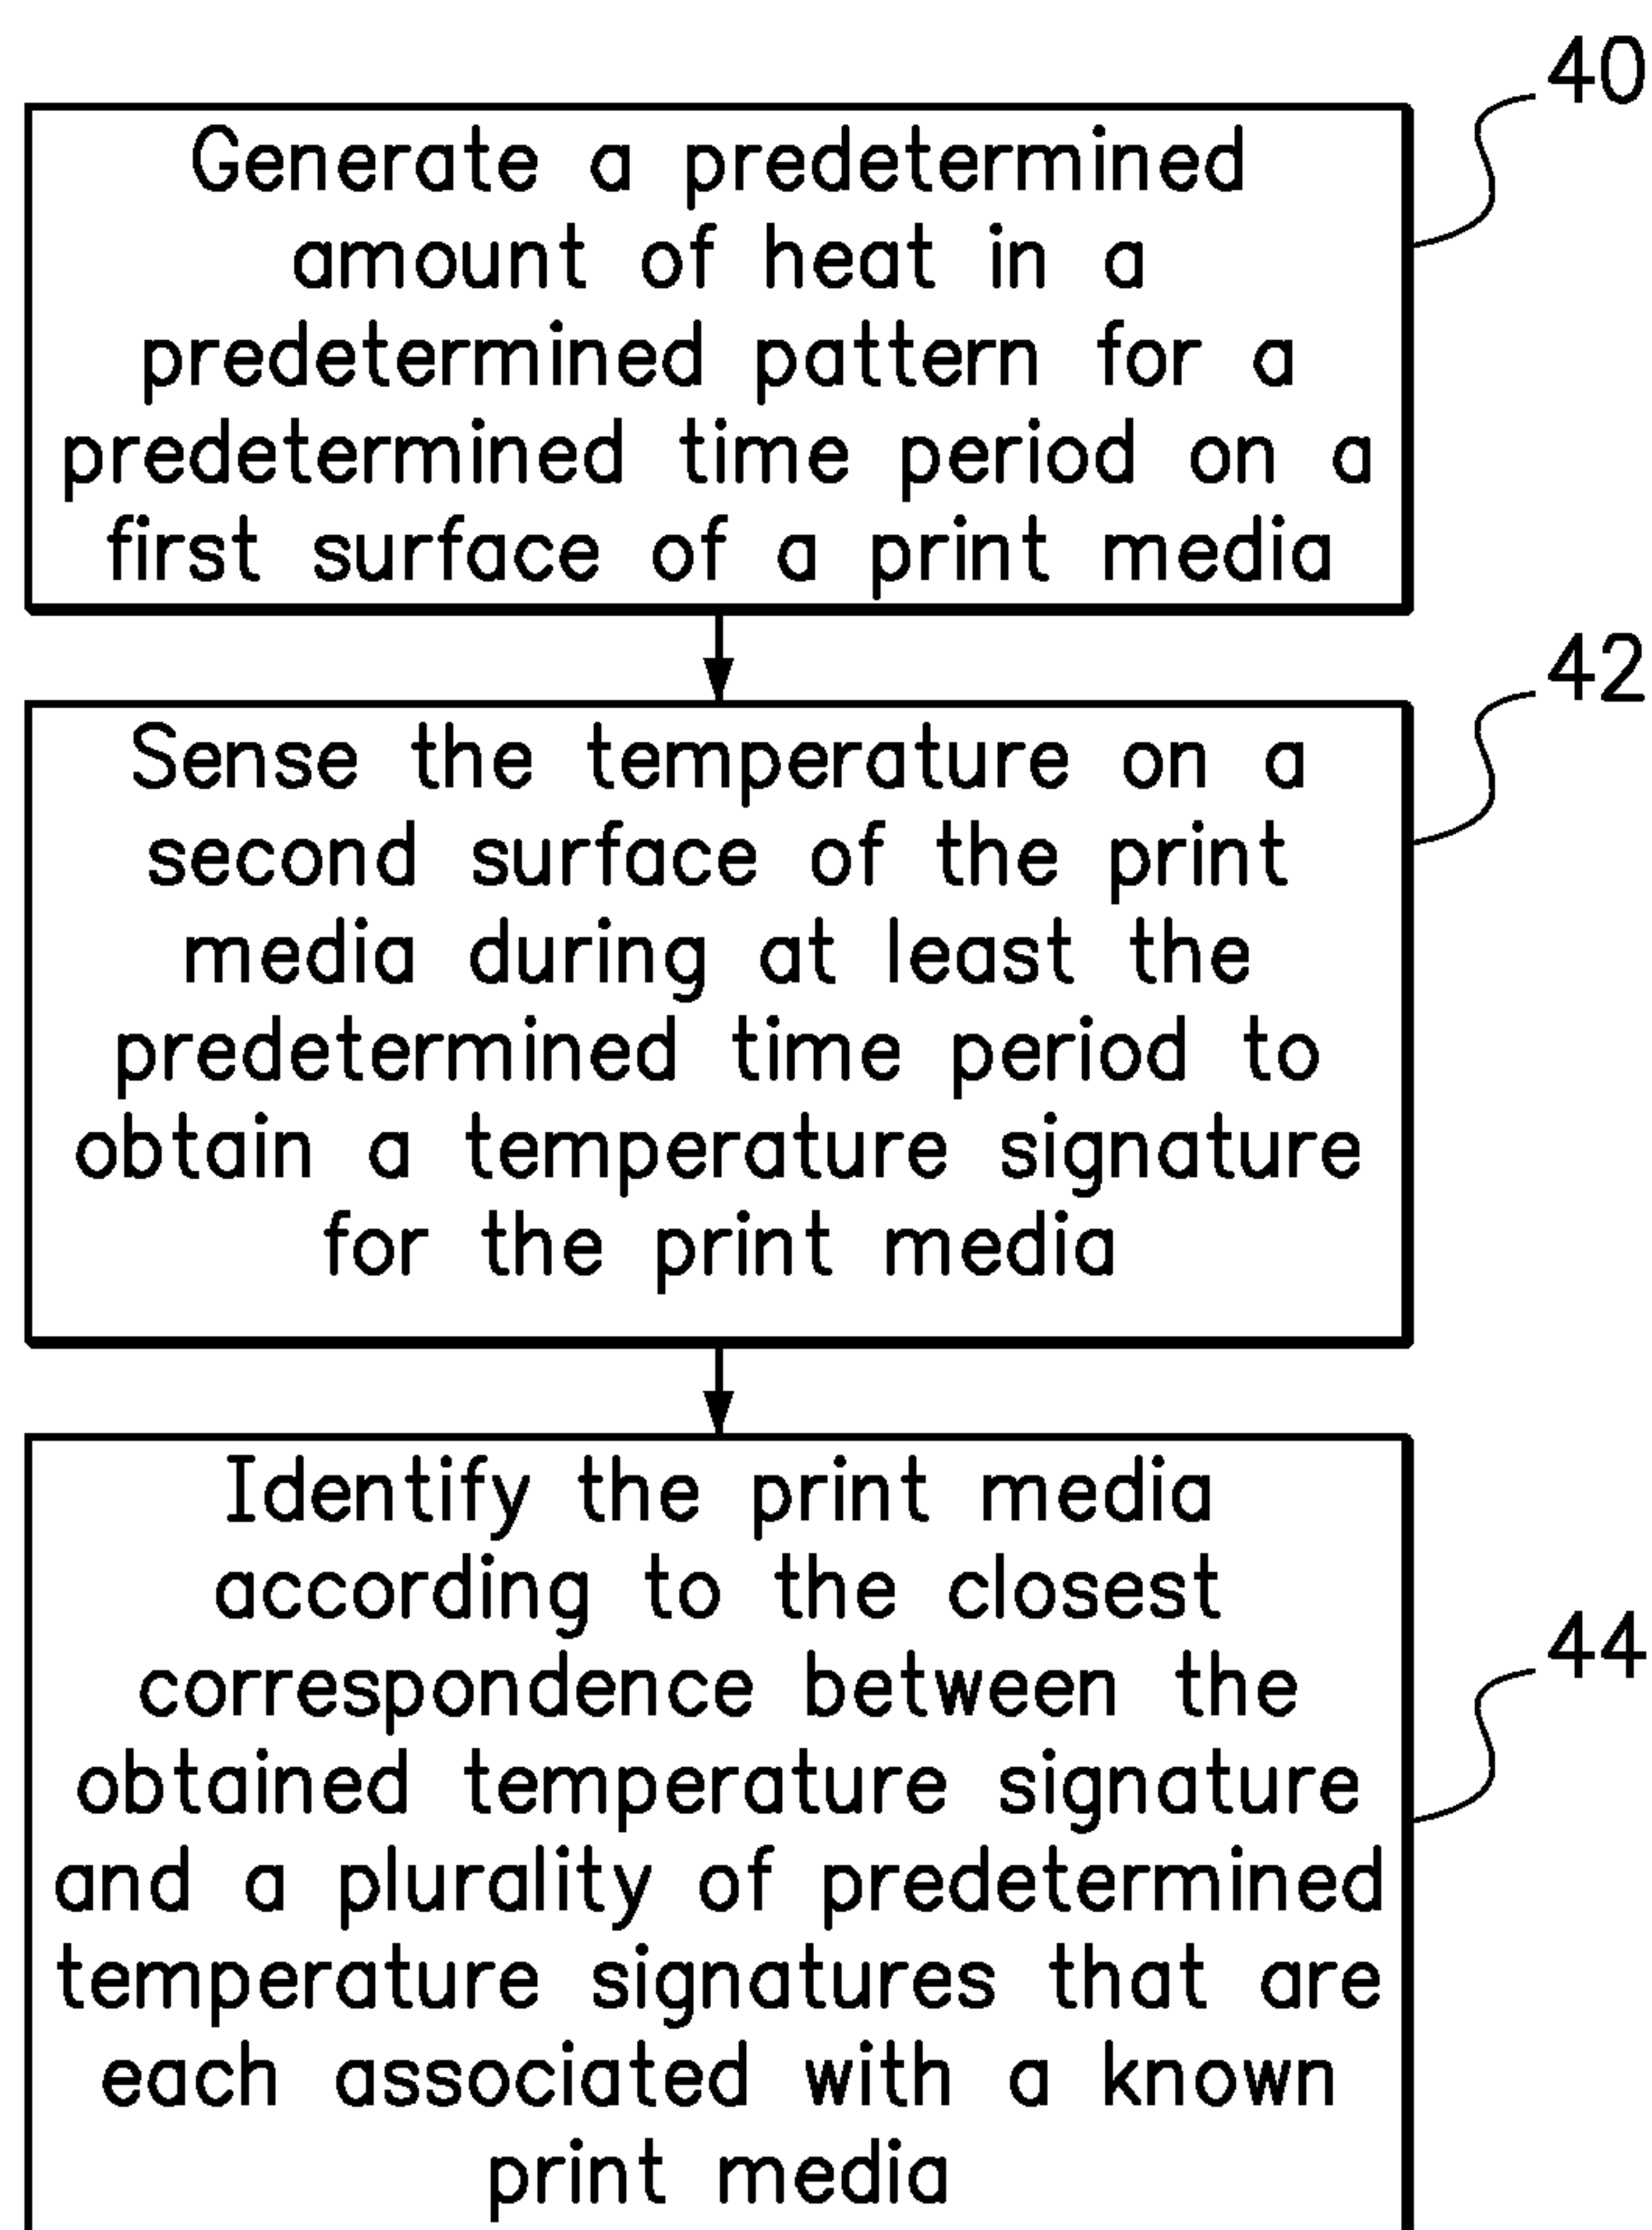 40
Generate a predetermined
amount of heat in a
predetermined pattern for a
predetermined time period on a
first surface of a print media
42
Sense the temperature on a
second surface of the print
media during at least the
predetermined time period to
obtain a temperature signature
for the print media
Identify the print media
according to the closest
44
correspondence between the
obtained temperature signature
and a plurality of predetermined
temperature signatures that are
each associated with a known
print media